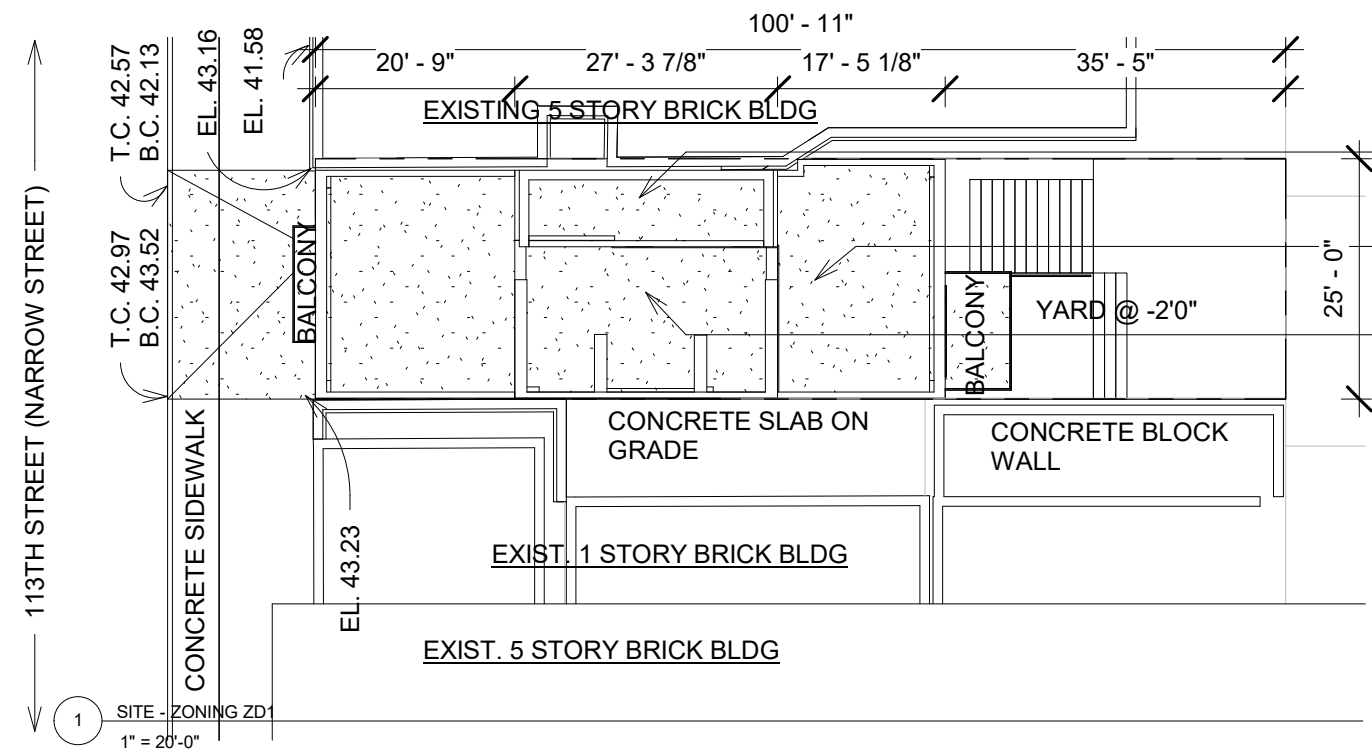 100' - 11"
20' - 9"
27' - 3 7/8"
17' - 5 1/8"
35' - 5"
T.C. 42.57
B.C. 42.13
EL. 43.16
EL. 41.58
EXISTING 5 STORY BRICK BLDG
113TH STREET (NARROW STREET)
T.C. 42.97
B.C. 43.52
BALCONY
BALCONY
YARD @ -2'0"
25' - 0"
CONCRETE SIDEWALK
CONCRETE SLAB ON
GRADE
CONCRETE BLOCK
WALL
EL. 43.23
EXIST. 1 STORY BRICK BLDG
EXIST. 5 STORY BRICK BLDG
1
SITE - ZONING ZD1
1" = 20'-0"